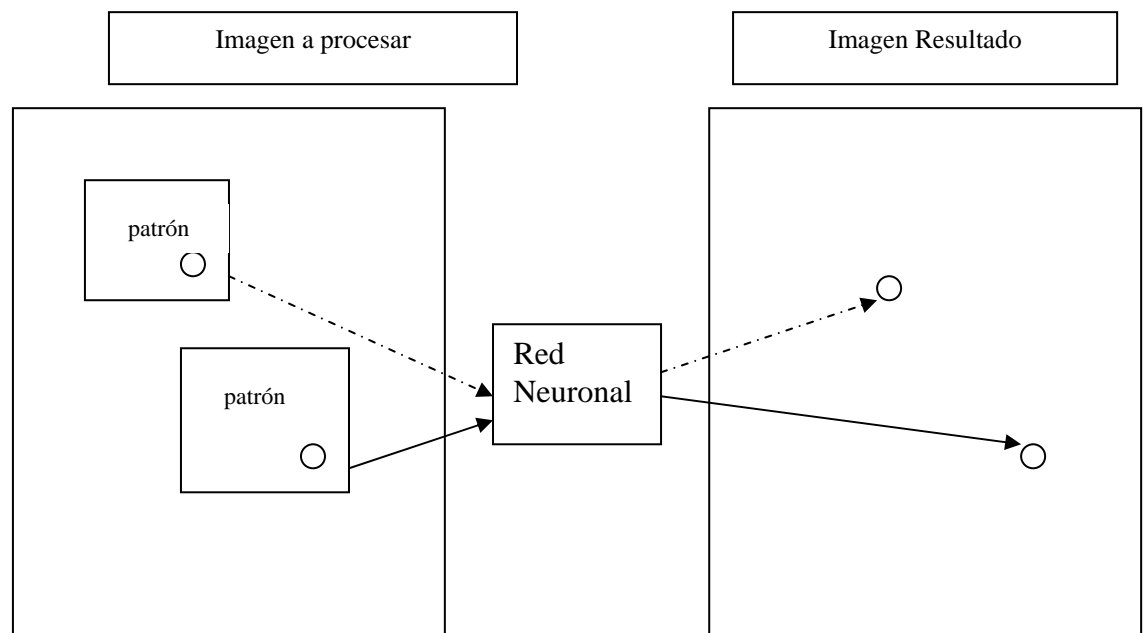 Imagen a procesar
Imagen Resultado
patrón
patrón
Red
Neuronal